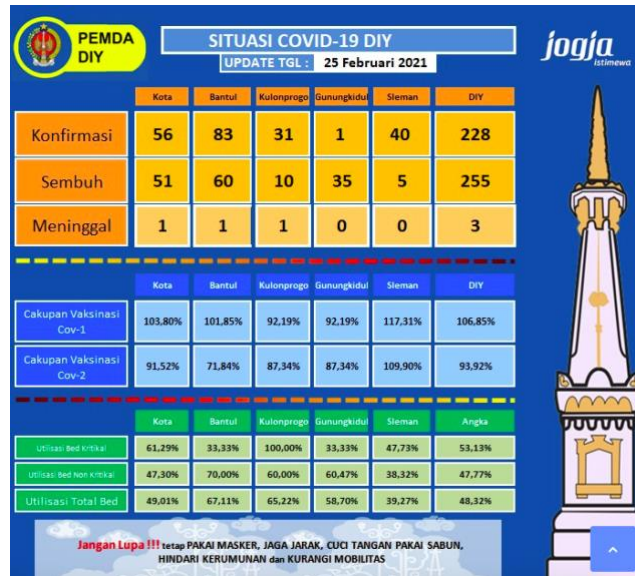 PEMDA
DIY
SITUASI COVID-19 DIY
UPDATE TGL : 25 Februari 2021
jogja
istimewa
Kota Bantul Kulonprogo Gunungkidul Sleman DIY
Konfirmasi 56 83 31 1 40 228
Sembuh 51 60 10 35 5 255
Meninggal 1 1 1 0 0 3
Kota Bantul Kulonprogo Gunungkidul Sleman DIY
Cakupan Vaksinasi
Cov-1
103,80% 101,85% 92,19% 92,19% 117,31% 106,85%
Cakupan Vaksinasi
Cov-2
91,52% 71,84% 87,34% 87,34% 109,90% 93,92%
Kota Bantul Kulonprogo Gunungkidul Sleman Angka
Utilisasi Bed Kritikal 61,29% 33,33% 100,00% 33,33% 47,73% 53,13%
Utilisasi Bed Non Kritikal 47,30% 70,00% 60,00% 60,47% 38,32% 47,77%
Utilisasi Total Bed 49,01% 67,11% 65,22% 58,70% 39,27% 48,32%
Jangan Lupa !!! tetap PAKAI MASKER, JAGA JARAK, CUCI TANGAN PAKAI SABUN,
HINDARI KERUMUNAN dan KURANGI MOBILITAS